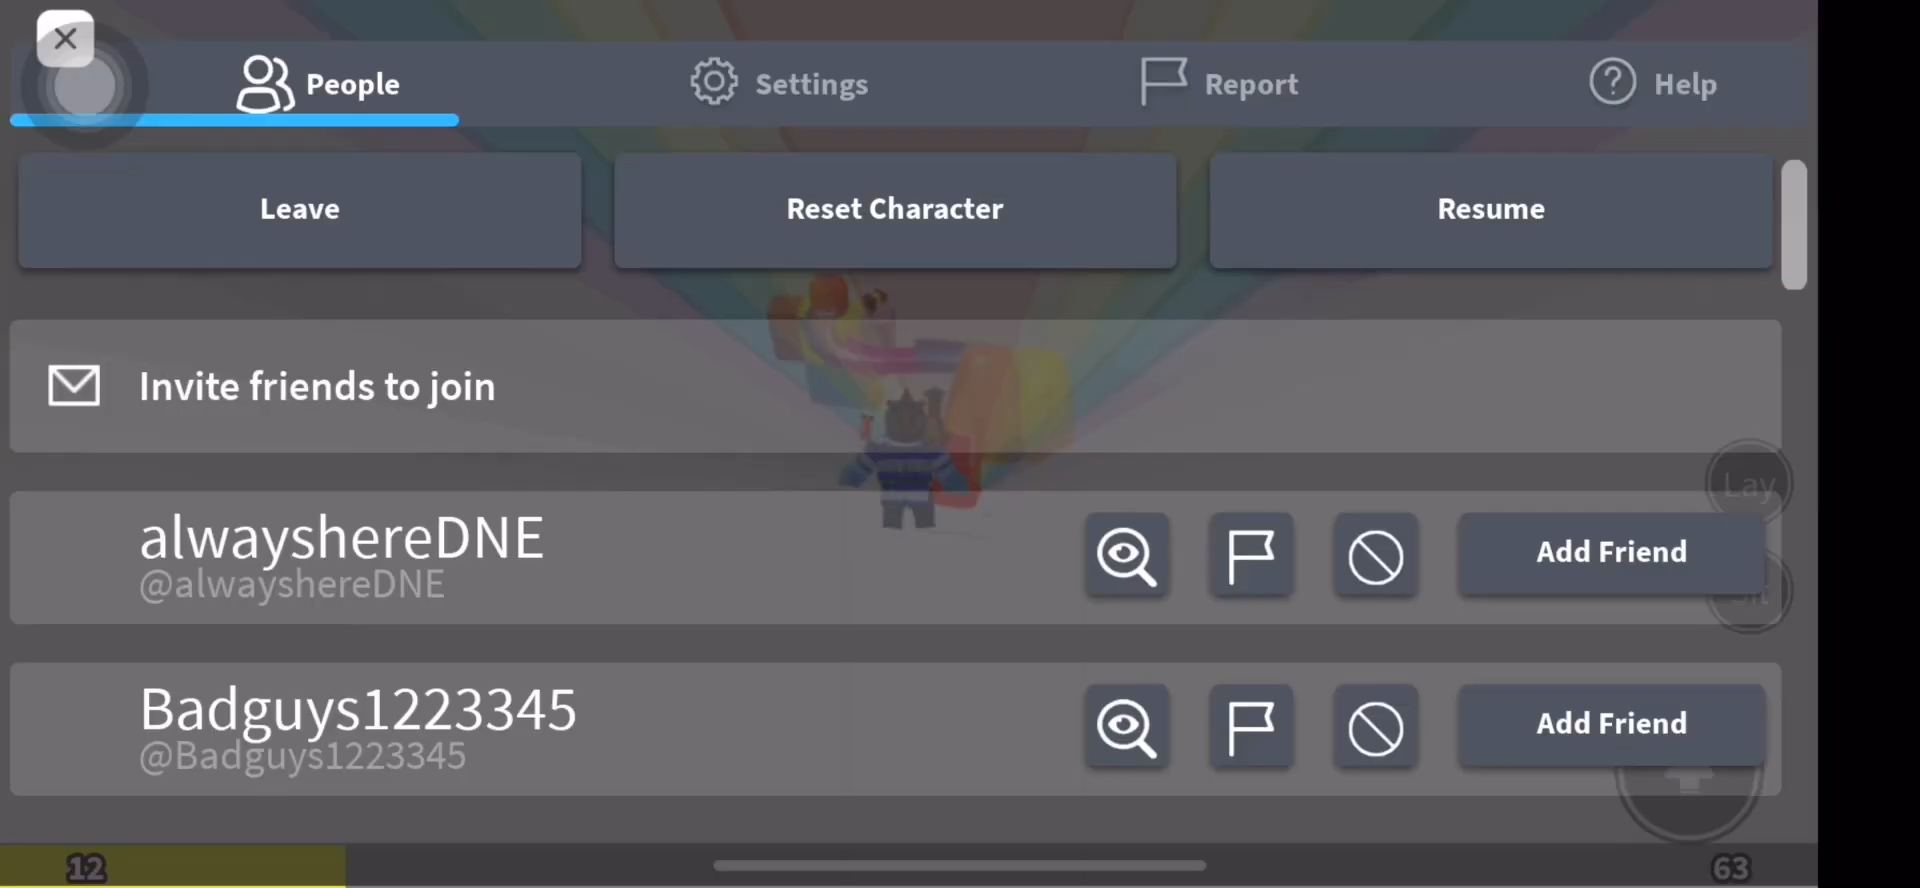 People
Settings
Report
Help
Leave
Reset Character
Resume
Invite friends to join
Lay
alwayshereDNE
@alwayshereDNE
Add Friend
Badguys1223345
@Badguys1223345
Add Friend
12
63